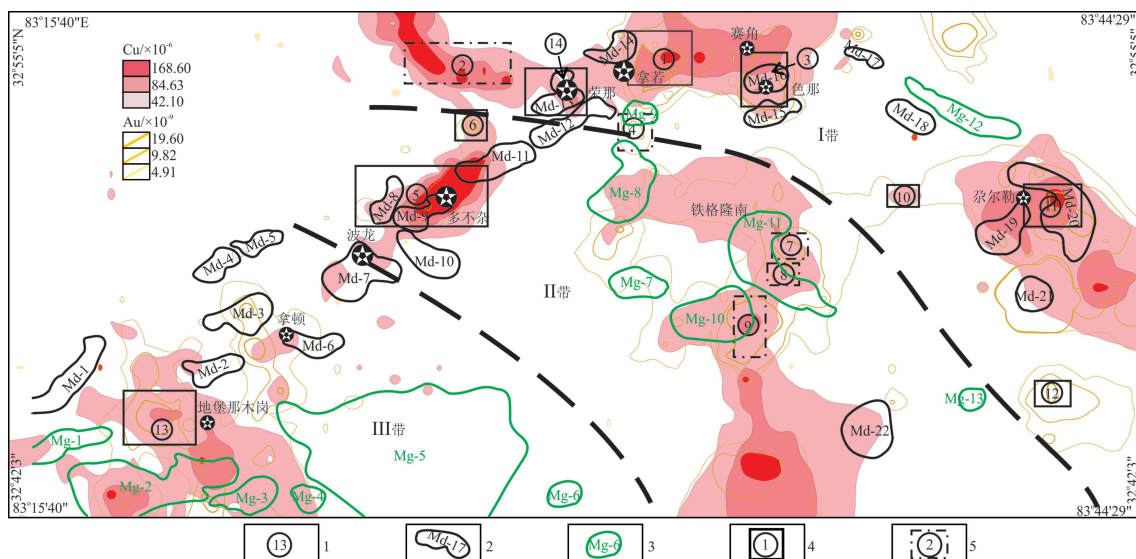 83°15′40″E
83°44′29″
32°55′5″N
32°55′5″
Cu/×10⁻⁶
168.60
84.63
42.10
Au/×10⁻⁹
19.60
9.82
4.91
14
Md-14
赛角
②
①
③
Md-17
拿若
Md-16
色那
Md-13
荣那
Md-15
Md-12
Mg-9
④
⑥
Md-18
Mg-12
I带
Md-11
Md-8
⑤
Md-9
多不杂
Mg-8
铁格隆南
⑩
尕尔勒
⑪
Md-20
Md-19
Mg-11
⑦
⑧
波龙
Md-10
Md-7
Md-5
Md-4
II带
Mg-7
Md-21
Md-3
拿顿
Md-6
Mg-10
⑨
Md-2
Md-1
地堡那木岗
⑬
Mg-13
⑫
III带
Md-22
Mg-1
Mg-5
Mg-2
Mg-3
Mg-4
Mg-6
32°42′3″
32°42′3″
83°15′40″
83°44′29″
⑬ 1 Md-17 2 Mg-6 3 ① 4 ② 5